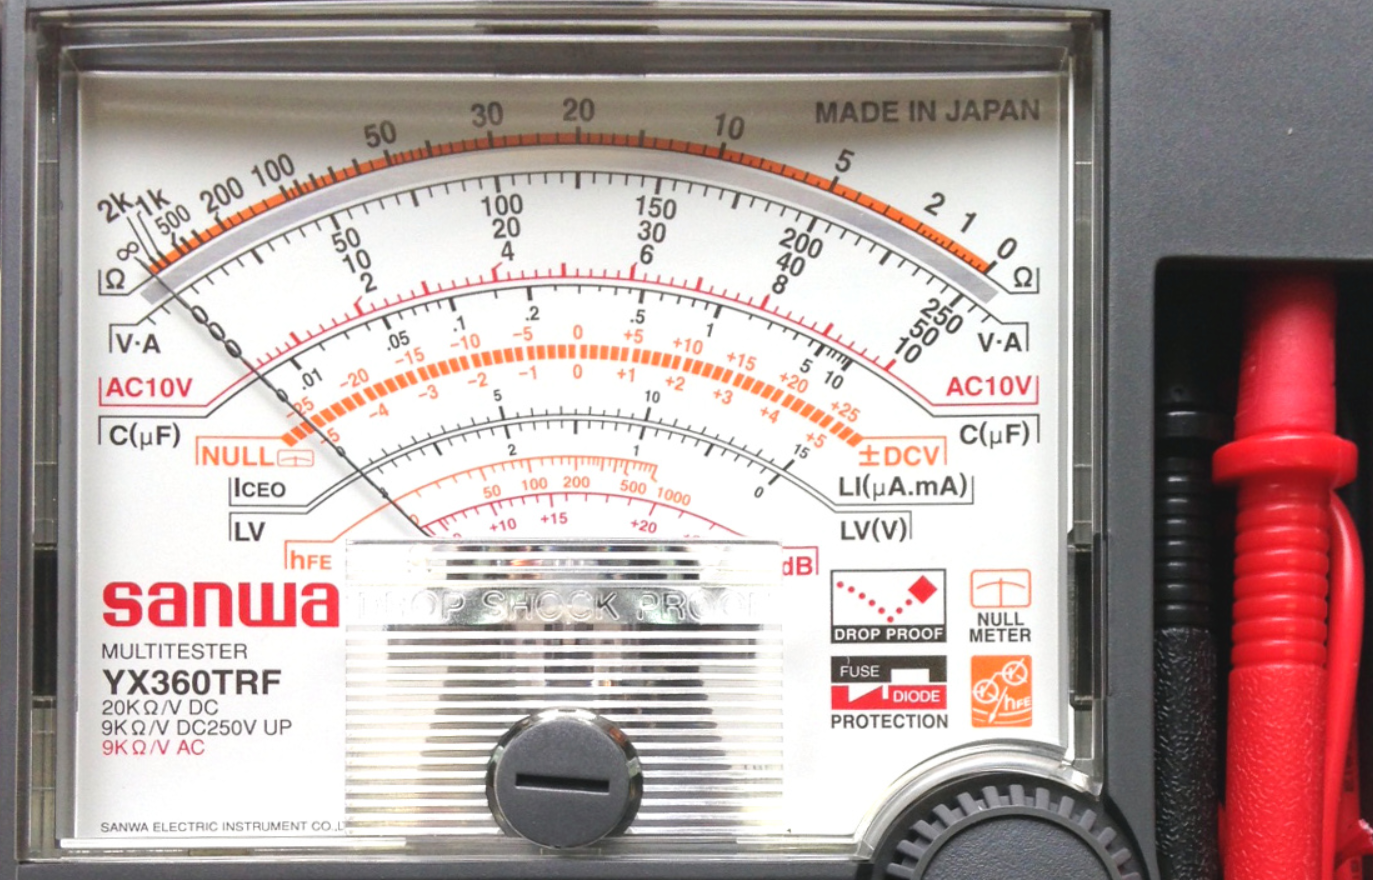 MADE IN JAPAN
30 20
50 10
200 100 5
2k 1k 500 2 1 0
∞
Ω Ω
100 150
50 20 30 200
10 4 6 40
2 8 250
50
10
0
0
0
V·A V·A
AC10V AC10V
0 .01 .05 .1 .2 .5 1 5 10
C(μF) C(μF)
−25 −20 −15 −10 −5 0 +5 +10 +15 +20 +25
5 −4 −3 −2 −1 0 +1 +2 +3 +4 +5
NULL ±DCV
0 5 10 15
ICEO LI(μA.mA)
2 1 0
LV LV(V)
0 50 100 200 500 1000
hFE
+10 +15 +20
dB
DROP SHOCK PROOF
sanwa
MULTITESTER
YX360TRF
20KΩ/V DC
9KΩ/V DC250V UP
9KΩ/V AC
SANWA ELECTRIC INSTRUMENT CO.,L
DROP PROOF
NULL
METER
FUSE
DIODE
PROTECTION
hFE